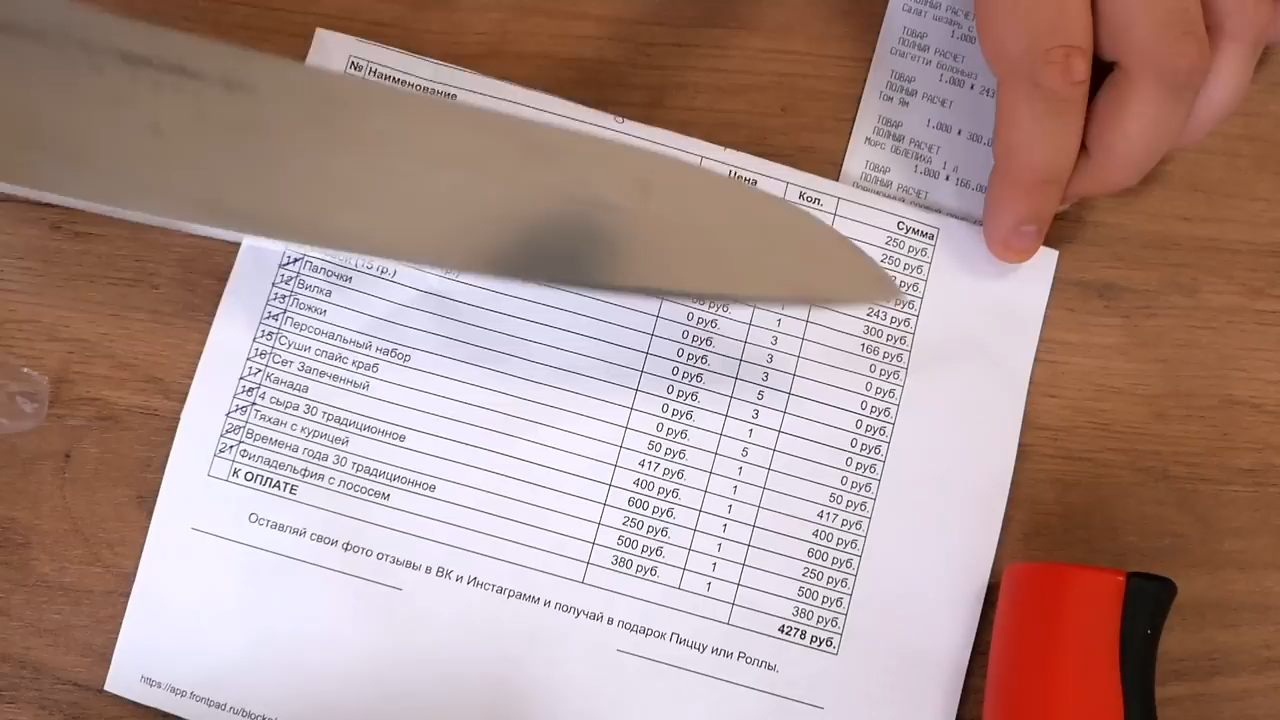 ПОЛНЫЙ РАСЧЕТ
Салат цезарь с
1.000
ТОВАР
ПОЛНЫЙ РАСЧЕТ
Спагетти болоньез
1.000 * 243
ТОВАР
ПОЛНЫЙ РАСЧЕТ
Том Ям
1.000 * 300.0
ТОВАР
ПОЛНЫЙ РАСЧЕТ
Морс ОБЛЕПИХА 1 л
1.000 * 166.00
ТОВАР
ПОЛНЫЙ РАСЧЕТ
№ Наименование Цена Кол. Сумма
250 руб.
250 руб.
руб.
руб.
243 руб.
300 руб.
166 руб.
(15 гр.) руб. 1 0 руб.
11 Палочки 0 руб. 3 0 руб.
12 Вилка 0 руб. 3 0 руб.
13 Ложки 0 руб. 3 0 руб.
14 Персональный набор 0 руб. 5 0 руб.
15 Суши спайс краб 50 руб. 1 50 руб.
16 Сет Запеченный 417 руб. 1 417 руб.
17 Канада 400 руб. 1 400 руб.
18 4 сыра 30 традиционное 600 руб. 1 600 руб.
19 Тяхан с курицей 250 руб. 1 250 руб.
20 Времена года 30 традиционное 500 руб. 1 500 руб.
21 Филадельфия с лососем 380 руб. 1 380 руб.
К ОПЛАТЕ 4278 руб.
Оставляй свои фото отзывы в ВК и Инстаграмм и получай в подарок Пиццу или Роллы.
https://app.frontpad.ru/blocks/